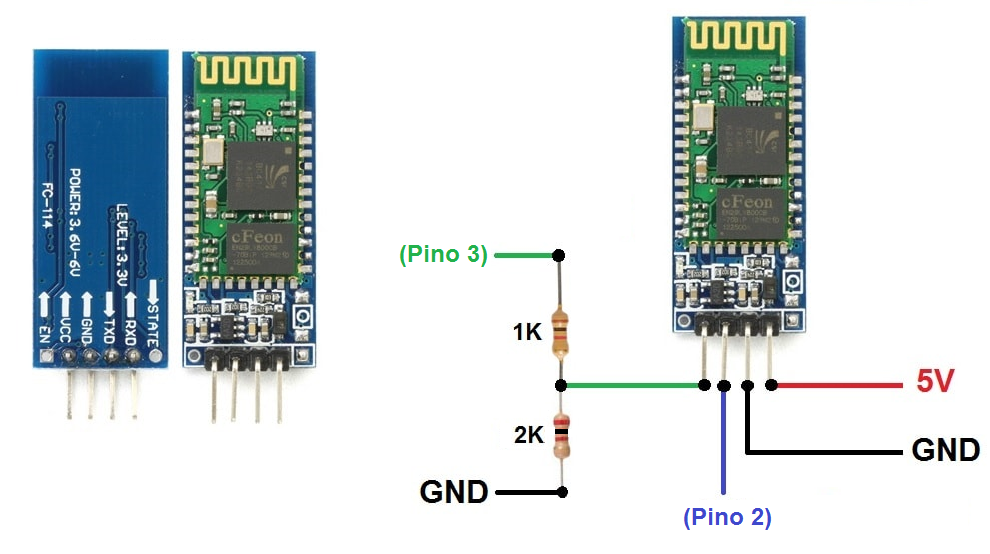 FC-114
POWER:3.6V-6V
LEVEL:3.3V
EN
VCC
GND
TXD
RXD
STATE
cFeon
(Pino 3)
1K
2K
GND
cFeon
5V
GND
(Pino 2)